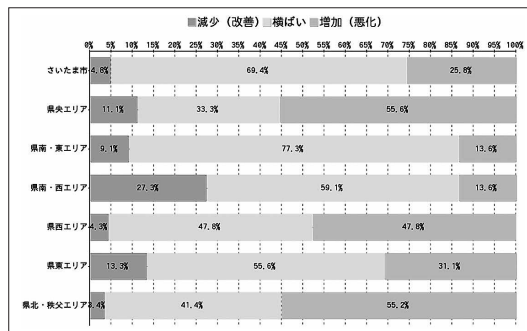 ■減少（改善）■横ばい■増加（悪化）
0% 5% 10% 15% 20% 25% 30% 35% 40% 45% 50% 55% 60% 65% 70% 75% 80% 85% 90% 95% 100%
さいたま市 4.8% 69.4% 25.8%
県央エリア 11.1% 33.3% 55.6%
県南・東エリア 9.1% 77.3% 13.6%
県南・西エリア 27.3% 59.1% 13.6%
県西エリア 4.3% 47.8% 47.8%
県東エリア 13.3% 55.6% 31.1%
県北・秩父エリア 3.4% 41.4% 55.2%